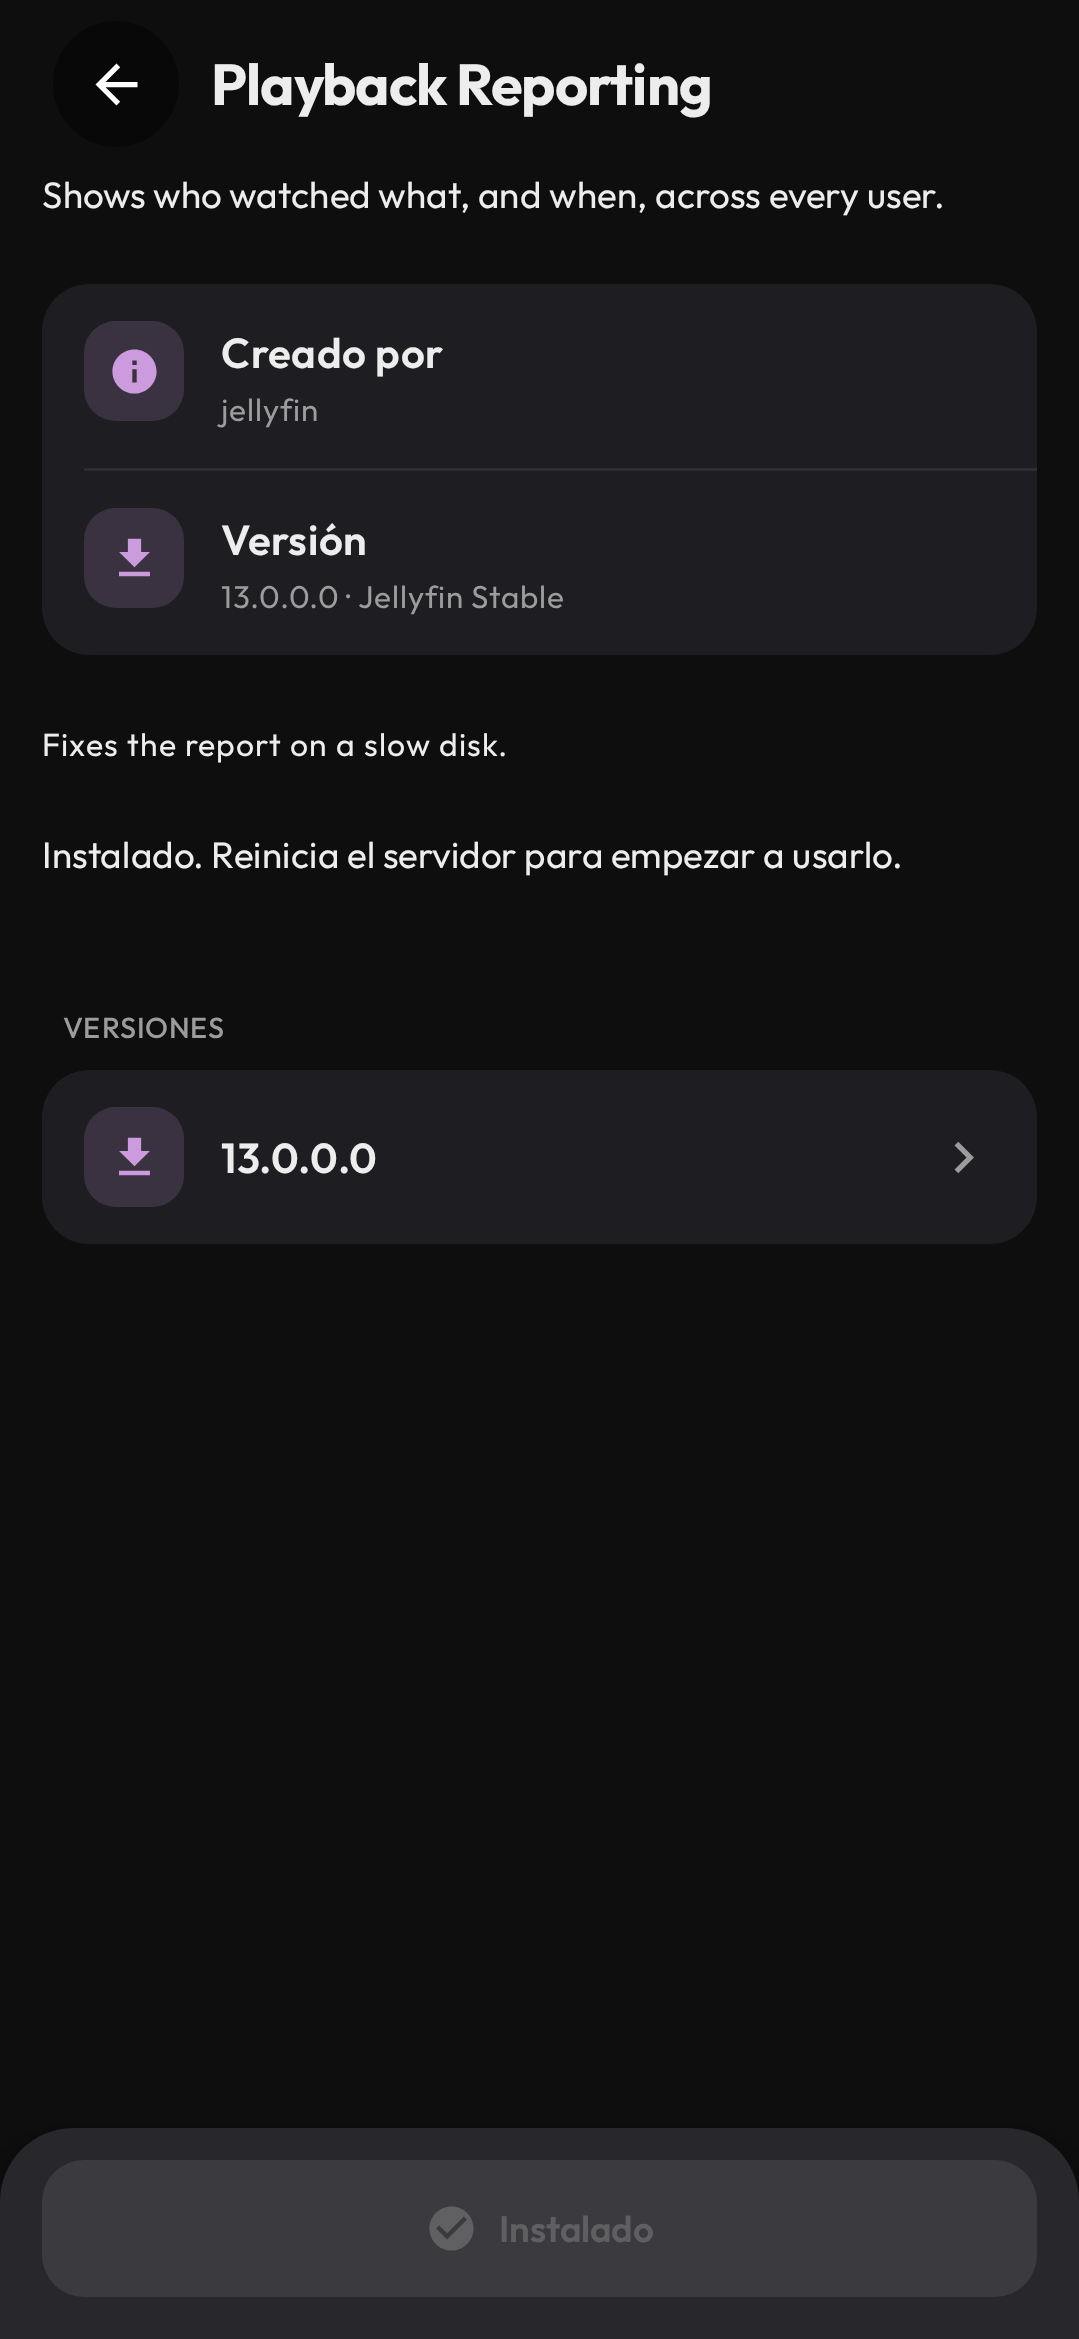 Playback Reporting
Shows who watched what, and when, across every user.
Creado por
jellyfin
Versión
13.0.0.0 · Jellyfin Stable
Fixes the report on a slow disk.
Instalado. Reinicia el servidor para empezar a usarlo.
VERSIONES
13.0.0.0
Instalado